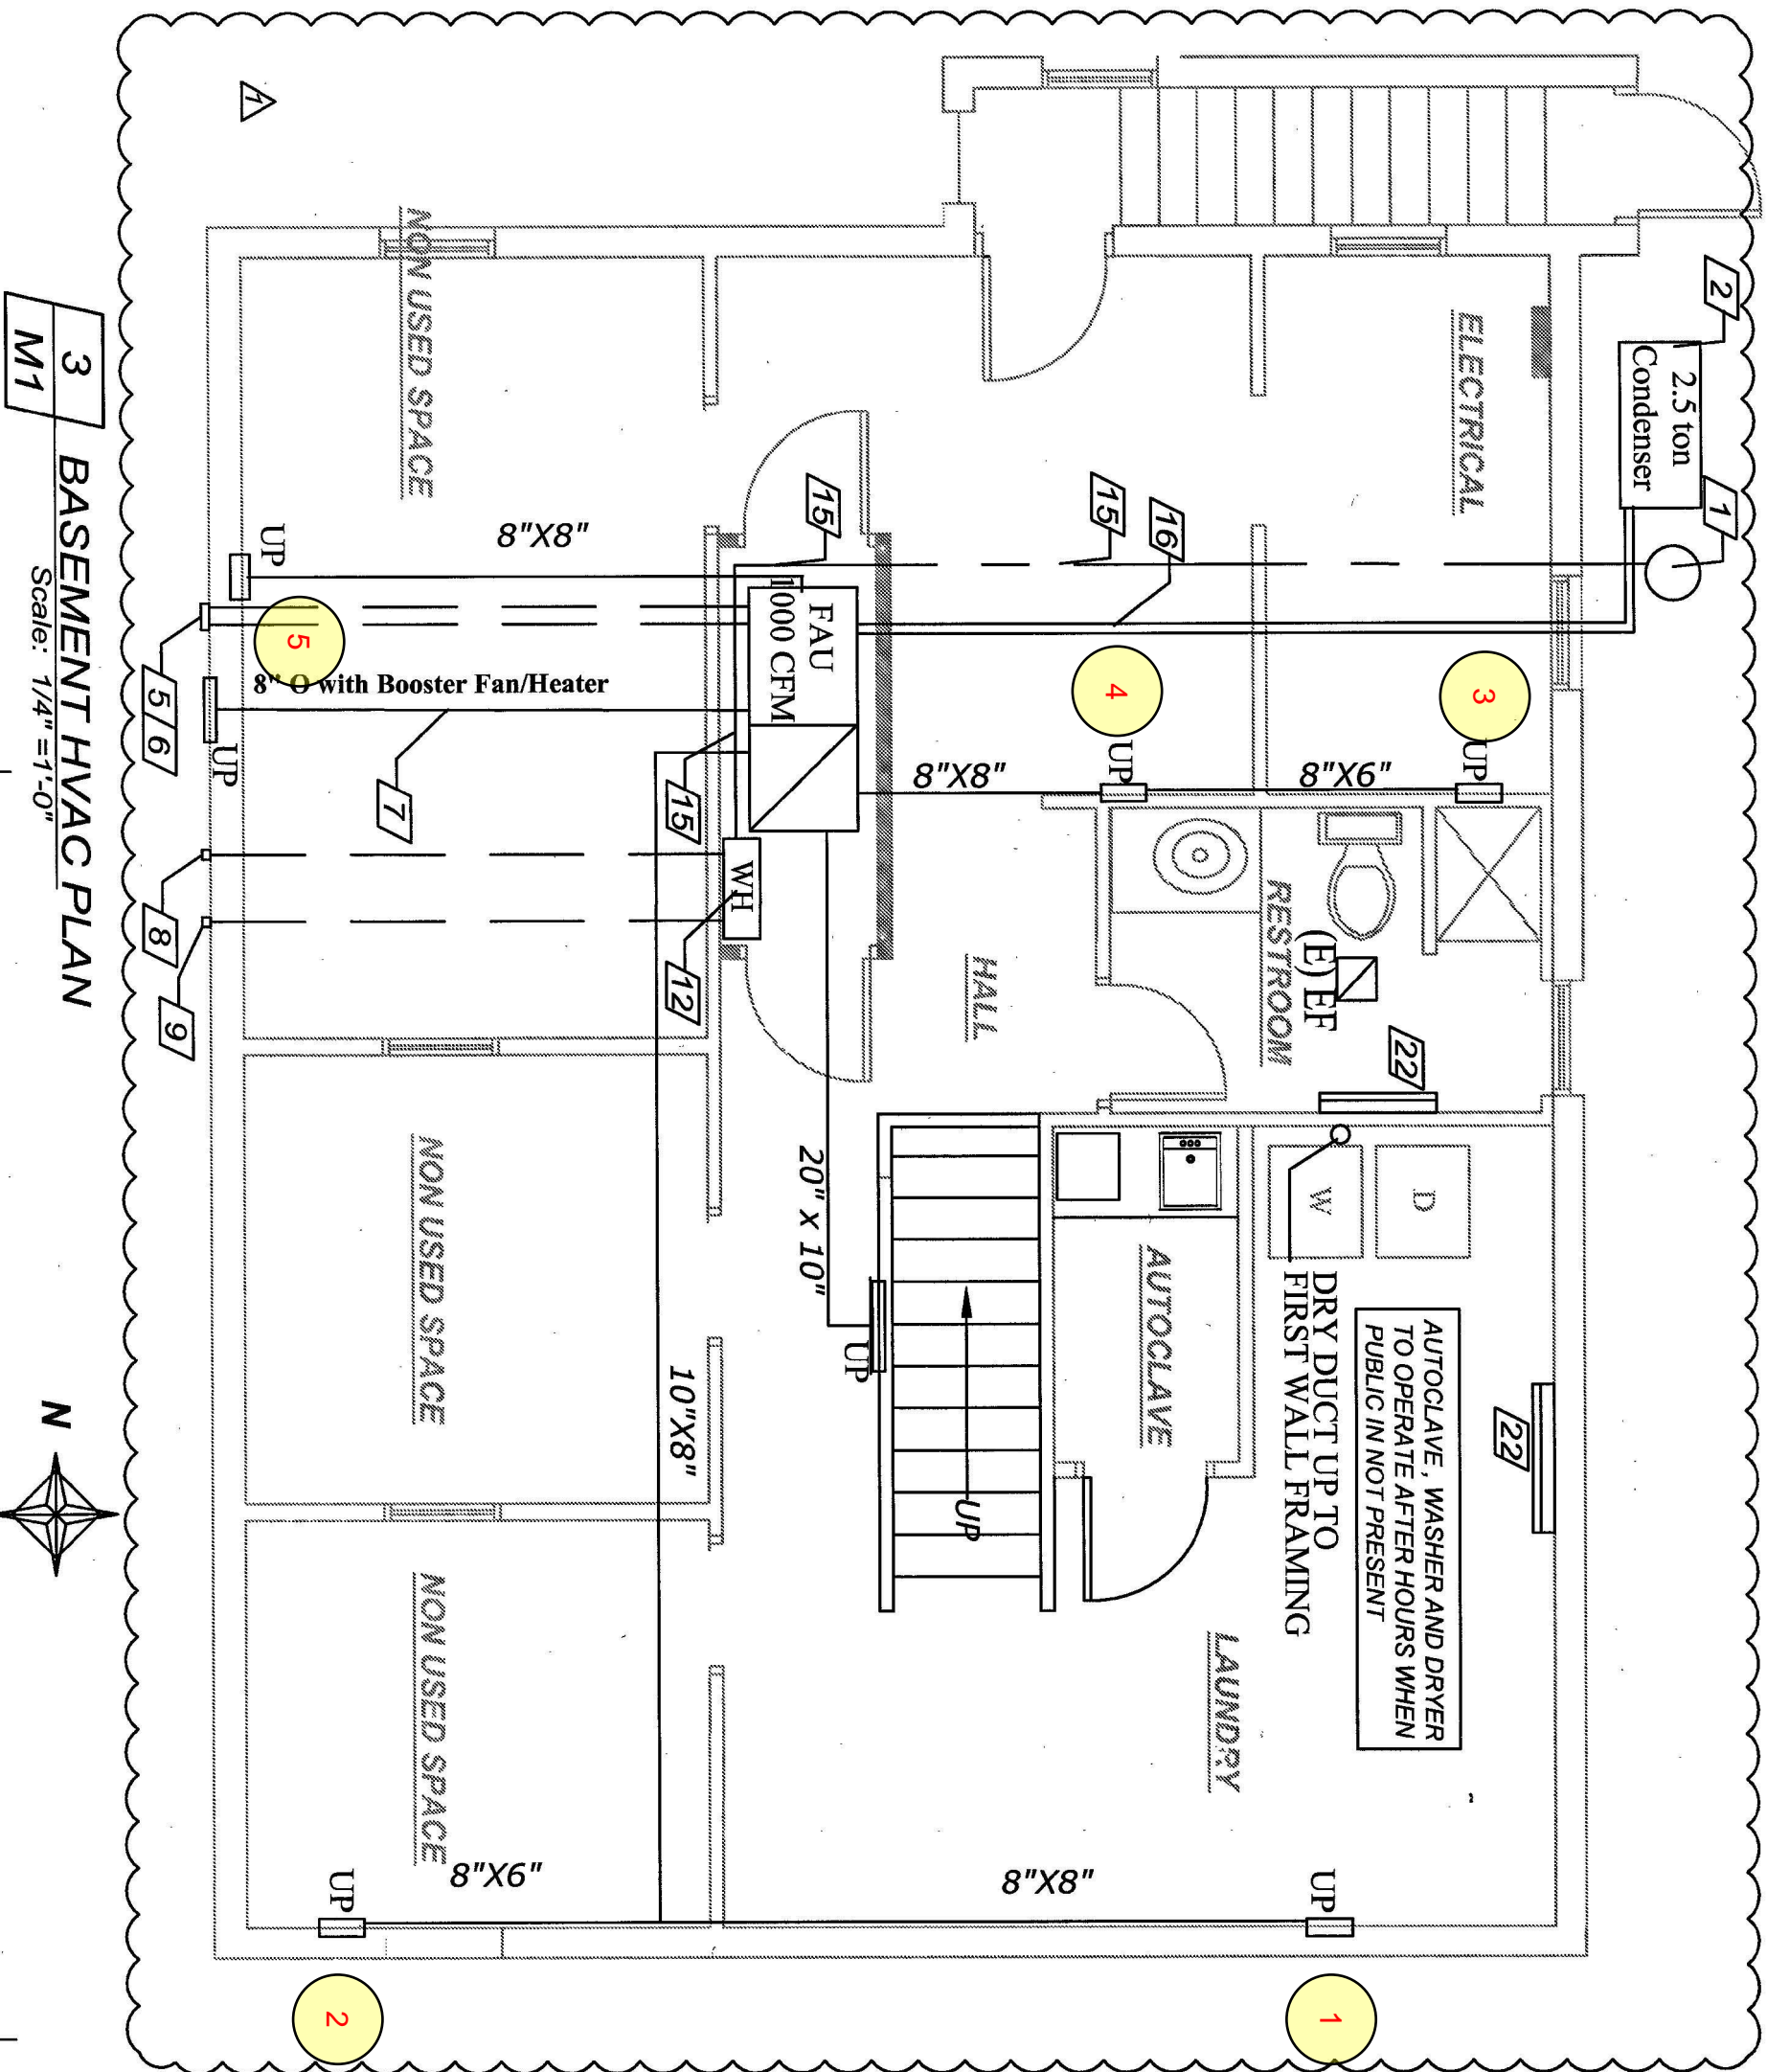 2
1
2.5 ton
Condenser
ELECTRICAL
3
UP
8"X6"
(E)EF
RESTROOM
22
22
D
W
DRY DUCT UP TO
FIRST WALL FRAMING
AUTOCLAVE , WASHER AND DRYER
TO OPERATE AFTER HOURS WHEN
PUBLIC IN NOT PRESENT
LAUNDRY
UP
1
15
16
4
UP
8"X8"
HALL
AUTOCLAVE
UP
8"X8"
15
FAU
1000 CFM
15
WH
12
20" x 10"
UP
10"X8"
1
NON USED SPACE
8"X8"
UP
5
8" O with Booster Fan/Heater
UP
7
NON USED SPACE
NON USED SPACE
8"X6"
UP
2
5/6
8
9
3
M1
BASEMENT HVAC PLAN
Scale: 1/4" =1'-0"
N